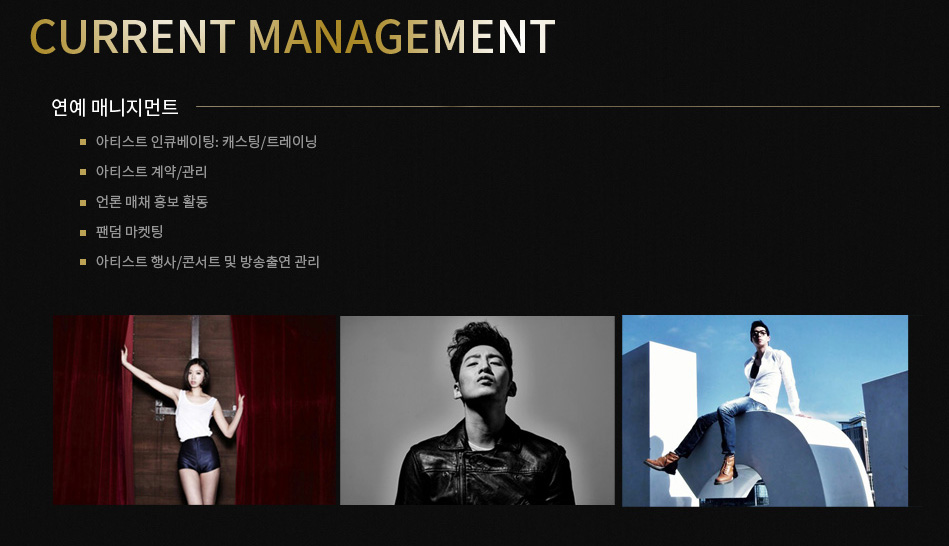 CURRENT MANAGEMENT
연예 매니지먼트
아티스트 인큐베이팅: 캐스팅/트레이닝
아티스트 계약/관리
언론 매채 홍보 활동
팬덤 마켓팅
아티스트 행사/콘서트 및 방송출연 관리